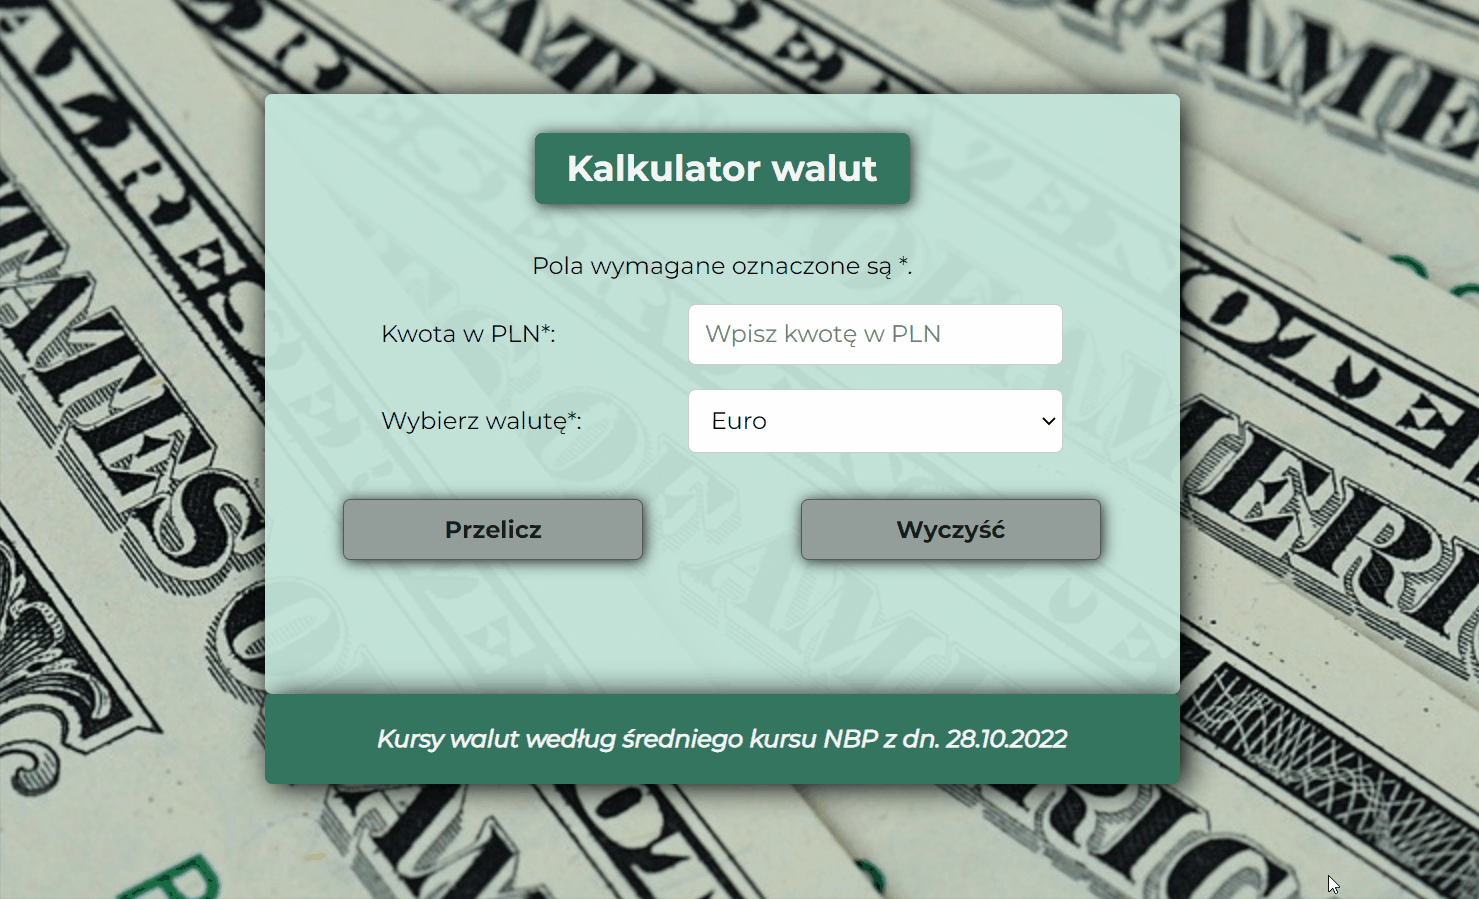 Kalkulator walut
Pola wymagane oznaczone są *.
Kwota w PLN*:
Wpisz kwotę w PLN
Wybierz walutę*:
Euro
Przelicz
Wyczyść
Kursy walut według średniego kursu NBP z dn. 28.10.2022